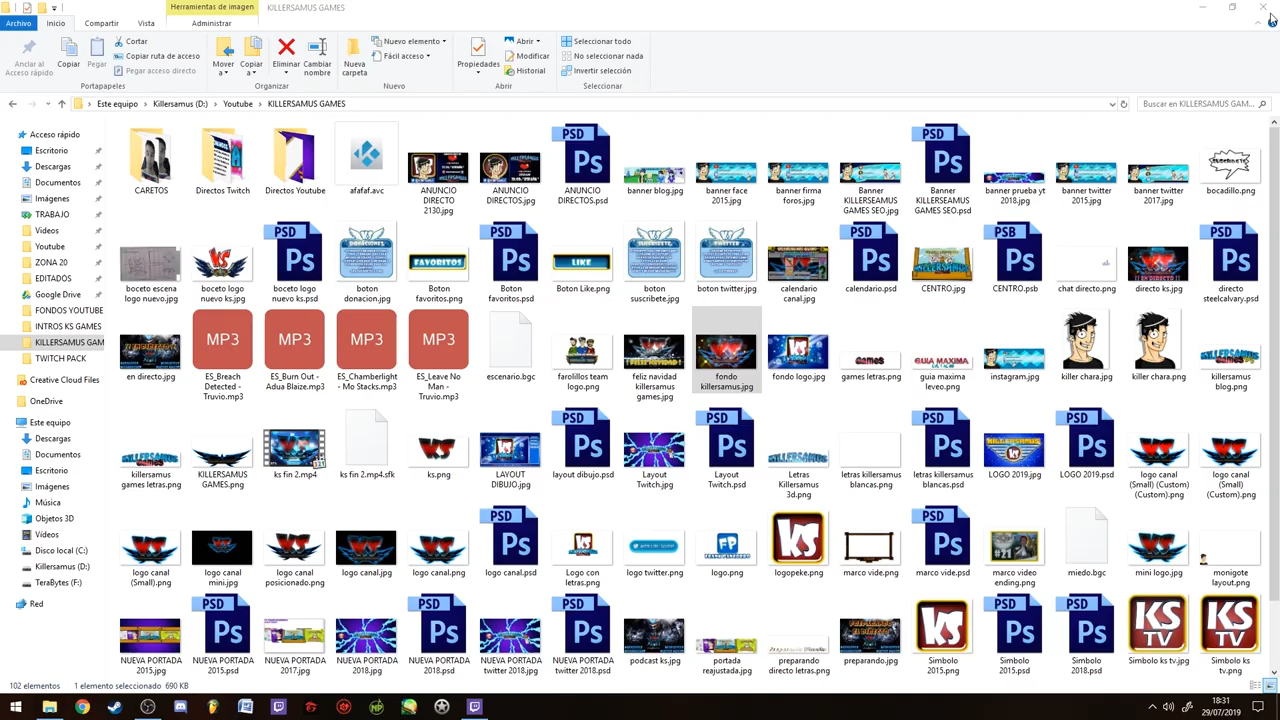 Herramientas de imagen KILLERSAMUS GAMES
Archivo Inicio Compartir Vista Administrar
Anclar al Acceso rápido
Copiar
Pegar
Cortar
Copiar ruta de acceso
Pegar acceso directo
Mover a
Copiar a
Eliminar
Cambiar nombre
Nueva carpeta
Nuevo elemento
Fácil acceso
Propiedades
Abrir
Modificar
Historial
Seleccionar todo
No seleccionar nada
Invertir selección
Portapapeles Organizar Nuevo Abrir Seleccionar
Este equipo > Killersamus (D:) > Youtube > KILLERSAMUS GAMES
Buscar en KILLERSAMUS GAM...
Acceso rápido
Escritorio
Descargas
Documentos
Imágenes
TRABAJO
Videos
Youtube
ZONA 20
EDITADOS
Google Drive
FONDOS YOUTUBE
INTROS KS GAMES
KILLERSAMUS GAM
TWITCH PACK
Creative Cloud Files
OneDrive
Este equipo
Descargas
Documentos
Escritorio
Imágenes
Música
Objetos 3D
Vídeos
Disco local (C:)
Killersamus (D:)
TeraBytes (F:)
Red
CARETOS
Directos Twitch
Directos Youtube
afafaf.avc
ANUNCIO DIRECTO 2130.jpg
ANUNCIO DIRECTOS.jpg
ANUNCIO DIRECTOS.psd
banner blog.jpg
banner face 2015.jpg
banner firma foros.jpg
Banner KILLERSEAMUS GAMES SEO.jpg
Banner KILLERSEAMUS GAMES SEO.psd
banner prueba yt 2018.jpg
banner twitter 2015.jpg
banner twitter 2017.jpg
bocadillo.png
boceto escena logo nuevo.jpg
boceto logo nuevo ks.jpg
boceto logo nuevo ks.psd
boton donacion.jpg
Boton favoritos.png
Boton favoritos.psd
Boton Like.png
boton suscribete.jpg
boton twitter.jpg
calendario canal.jpg
calendario.psd
CENTRO.jpg
CENTRO.psb
chat directo.png
directo ks.jpg
directo steelcalvary.psd
en directo.jpg
ES_Breach Detected - Truvio.mp3
ES_Burn Out - Adua Blaize.mp3
ES_Chamberlight - Mo Stacks.mp3
ES_Leave No Man - Truvio.mp3
escenario.bgc
farolillos team logo.png
feliz navidad killersamus games.jpg
fondo killersamus.jpg
fondo logo.jpg
games letras.png
guia maxima leveo.png
instagram.jpg
killer chara.jpg
killer chara.png
killersamus blog.png
killersamus games letras.png
KILLERSAMUS GAMES.png
ks fin 2.mp4
ks fin 2.mp4.sfk
ks.png
LAYOUT DIBUJO.jpg
layout dibujo.psd
Layout Twitch.jpg
Layout Twitch.psd
Letras Killersamus 3d.png
letras killersamus blancas.png
letras killersamus blancas.psd
LOGO 2019.jpg
LOGO 2019.psd
logo canal (Small) (Custom) (Custom).png
logo canal (Small) (Custom).png
logo canal (Small).png
logo canal mini.jpg
logo canal posicionado.png
logo canal.jpg
logo canal.png
logo canal.psd
Logo con letras.png
logo twitter.png
logo.png
logopeke.png
marco vide.png
marco vide.psd
marco video ending.png
miedo.bgc
mini logo.jpg
monigote layout.png
NUEVA PORTADA 2015.jpg
NUEVA PORTADA 2015.psd
NUEVA PORTADA 2017.jpg
NUEVA PORTADA 2018.jpg
NUEVA PORTADA 2018.psd
NUEVA PORTADA twitter 2018.jpg
NUEVA PORTADA twitter 2018.psd
podcast ks.jpg
portada reajustada.jpg
preparando directo letras.png
preparando.jpg
Simbolo 2015.png
Simbolo 2015.psd
Simbolo 2018.psd
Simbolo ks tv.jpg
Simbolo ks tv.png
102 elementos 1 elemento seleccionado 690 KB
18:31
29/07/2019